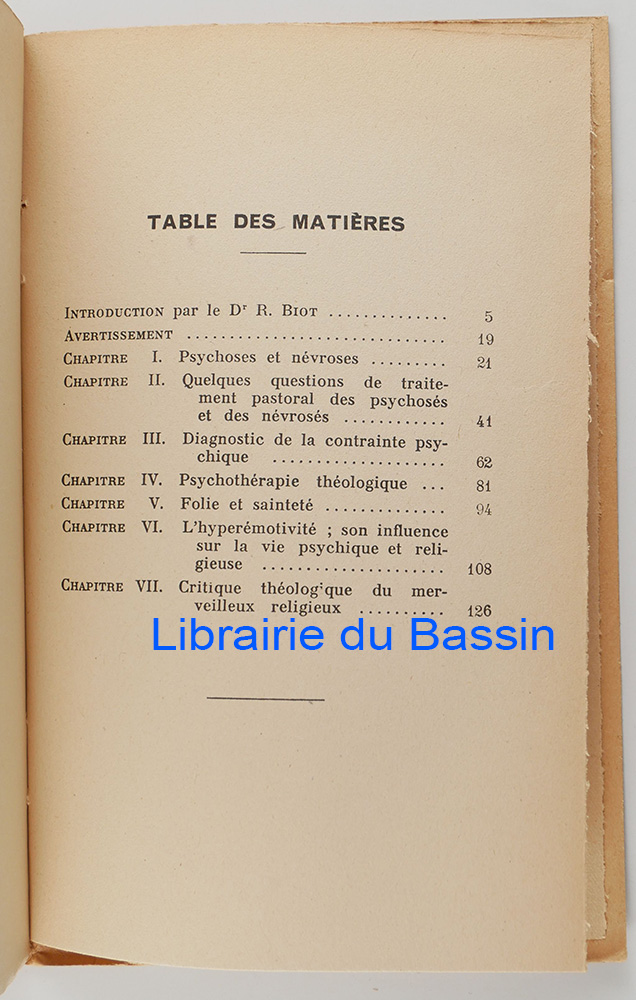 TABLE DES MATIÈRES
INTRODUCTION par le Dr R. BIOT .............. 5
AVERTISSEMENT .............................. 19
CHAPITRE I. Psychoses et névroses ......... 21
CHAPITRE II. Quelques questions de traite-
ment pastoral des psychosés
et des névrosés ............ 41
CHAPITRE III. Diagnostic de la contrainte psy-
chique .................. 62
CHAPITRE IV. Psychothérapie théologique ... 81
CHAPITRE V. Folie et sainteté ............. 94
CHAPITRE VI. L'hyperémotivité ; son influence
sur la vie psychique et reli-
gieuse ..................... 108
CHAPITRE VII. Critique théologique du mer-
veilleux religieux .......... 126
Librairie du Bassin